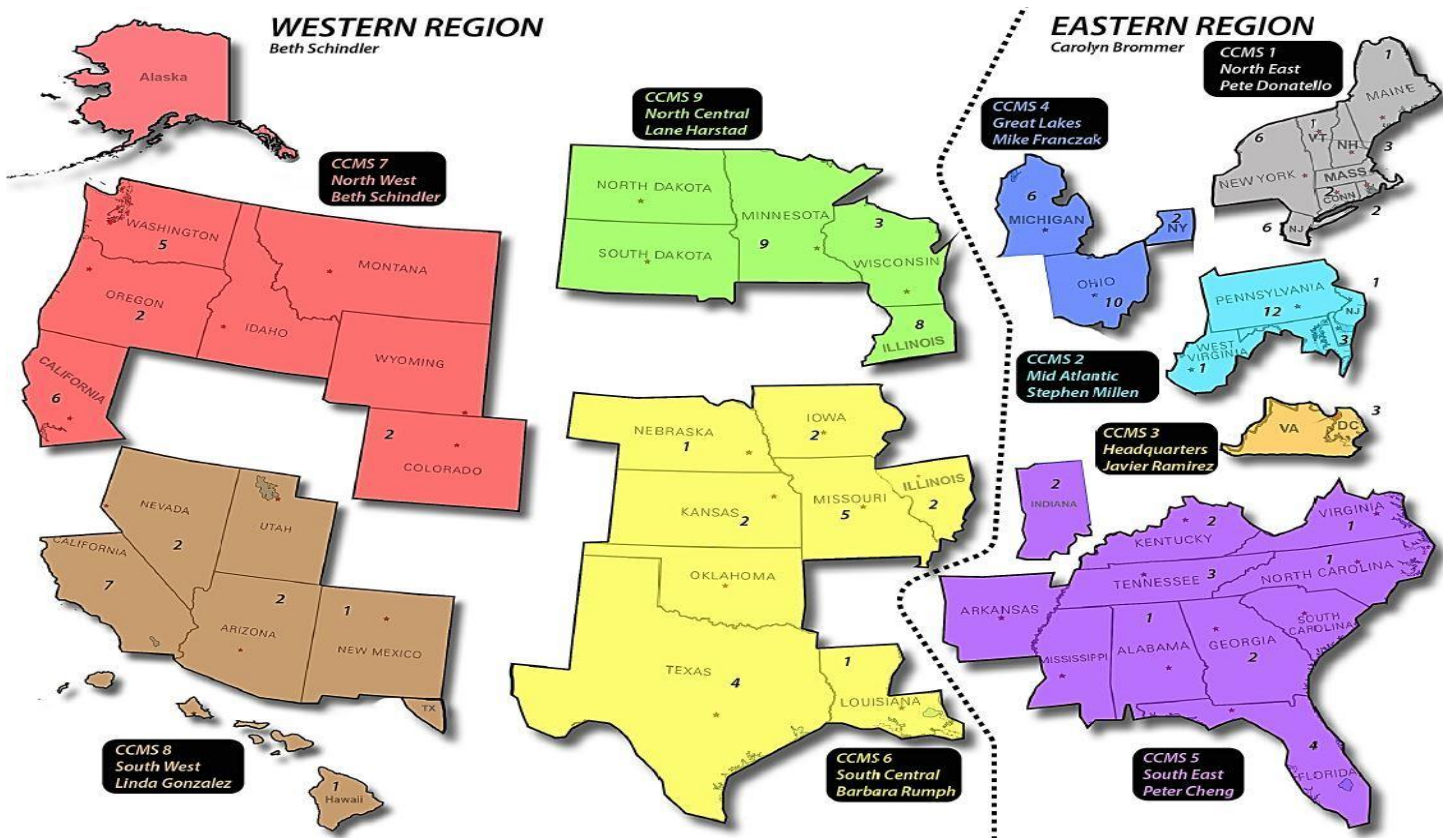 WESTERN REGION
Beth Schindler
EASTERN REGION
Carolyn Brommer
Alaska
CCMS 7
North West
Beth Schindler
WASHINGTON
5
MONTANA
OREGON
2
IDAHO
WYOMING
CALIFORNIA
6
2
COLORADO
CCMS 9
North Central
Lane Harstad
NORTH DAKOTA
MINNESOTA
9
SOUTH DAKOTA
3
WISCONSIN
8
ILLINOIS
CCMS 4
Great Lakes
Mike Franczak
6
MICHIGAN
2
NY
OHIO
10
CCMS 1
North East
Pete Donatello
1
MAINE
1
VT
6
NH
3
NEW YORK
MASS
2
CONN
2
6
NJ
PENNSYLVANIA
12
1
NJ
3
WEST
VIRGINIA
1
CCMS 2
Mid Atlantic
Stephen Millen
CCMS 3
Headquarters
Javier Ramirez
VA
DC
3
NEVADA
2
UTAH
CALIFORNIA
7
2
ARIZONA
1
NEW MEXICO
TX
CCMS 8
South West
Linda Gonzalez
1
Hawaii
NEBRASKA
1
IOWA
2
KANSAS
2
MISSOURI
5
ILLINOIS
2
OKLAHOMA
TEXAS
4
1
LOUISIANA
CCMS 6
South Central
Barbara Rumph
2
INDIANA
2
KENTUCKY
VIRGINIA
1
TENNESSEE
3
1
NORTH CAROLINA
ARKANSAS
MISSISSIPPI
1
ALABAMA
GEORGIA
2
SOUTH
CAROLINA
4
FLORIDA
CCMS 5
South East
Peter Cheng